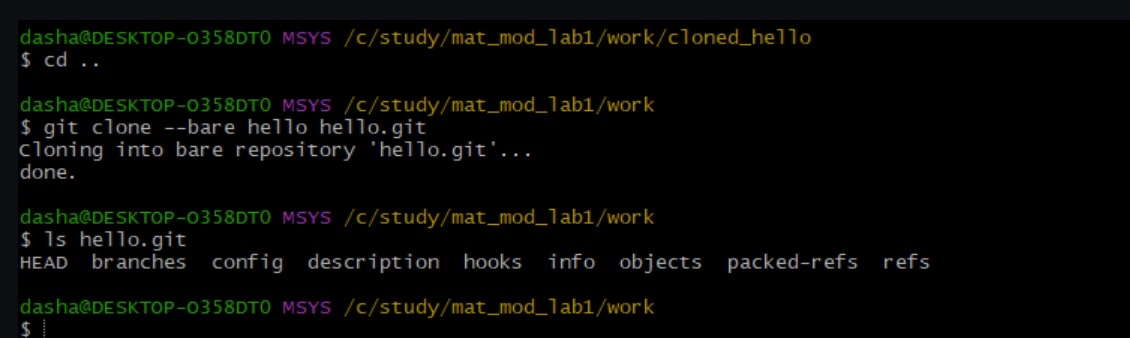 dasha@DESKTOP-O358DT0 MSYS /c/study/mat_mod_lab1/work/cloned_hello
$ cd ..
dasha@DESKTOP-O358DT0 MSYS /c/study/mat_mod_lab1/work
$ git clone --bare hello hello.git
Cloning into bare repository 'hello.git'...
done.
dasha@DESKTOP-O358DT0 MSYS /c/study/mat_mod_lab1/work
$ ls hello.git
HEAD  branches  config  description  hooks  info  objects  packed-refs  refs
dasha@DESKTOP-O358DT0 MSYS /c/study/mat_mod_lab1/work
$